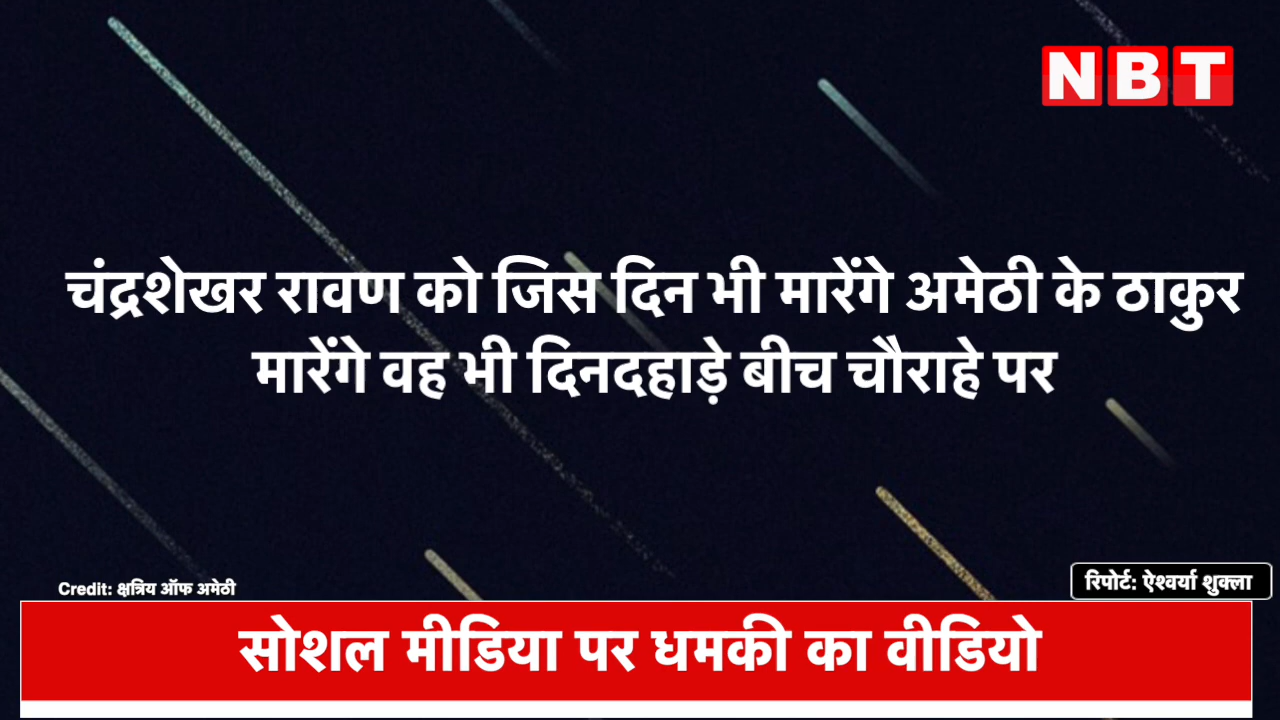 NBT
चंद्रशेखर रावण को जिस दिन भी मारेंगे अमेठी के ठाकुर
मारेंगे वह भी दिनदहाड़े बीच चौराहे पर
Credit: क्षत्रिय ऑफ अमेठी
रिपोर्ट: ऐश्वर्या शुक्ला
सोशल मीडिया पर धमकी का वीडियो